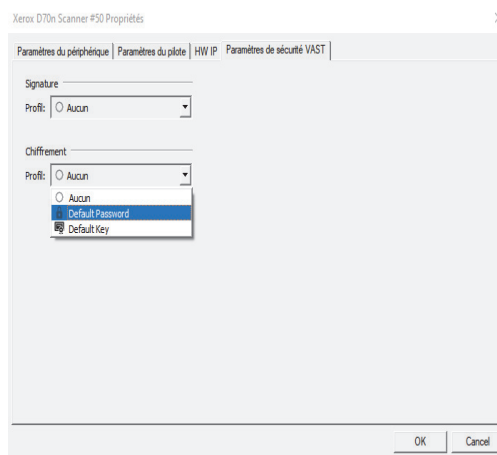 Xerox D70n Scanner #50 Propriétés
Paramètres du périphérique Paramètres du pilote HW IP Paramètres de sécurité VAST
Signature
Profil: Aucun
Chiffrement
Profil: Aucun
Aucun
Default Password
Default Key
OK Cancel